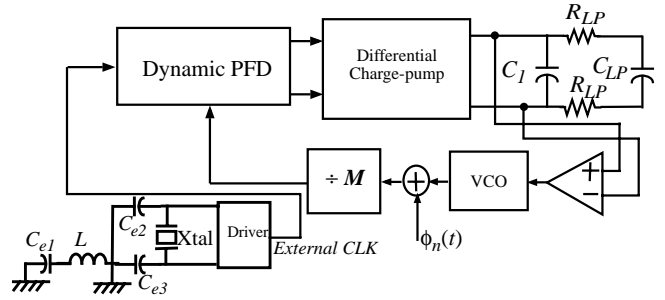 R_LP
Dynamic PFD
Differential
Charge-pump
C_1
C_LP
R_LP
÷ M
+
VCO
+
−
C_e2
Xtal
Driver
External CLK
ϕ_n(t)
C_e1
L
C_e3